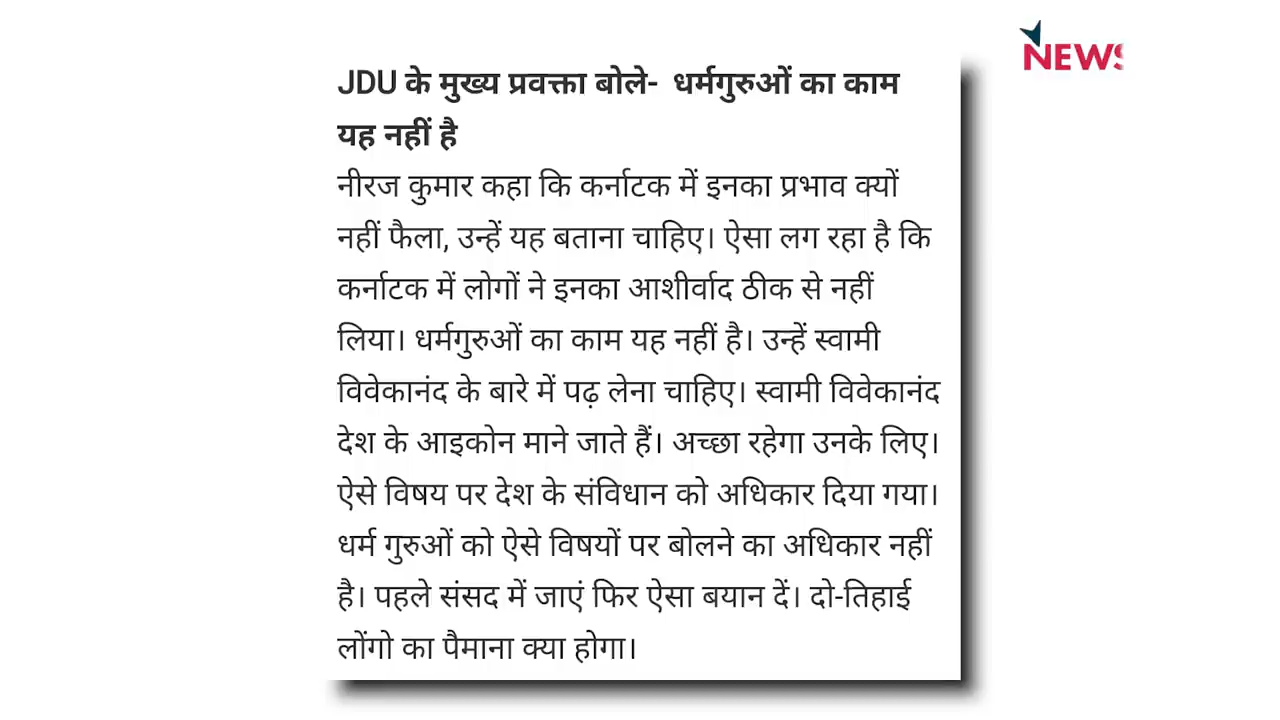 NEWS
JDU के मुख्य प्रवक्ता बोले- धर्मगुरुओं का काम
यह नहीं है
नीरज कुमार कहा कि कर्नाटक में इनका प्रभाव क्यों
नहीं फैला, उन्हें यह बताना चाहिए। ऐसा लग रहा है कि
कर्नाटक में लोगों ने इनका आशीर्वाद ठीक से नहीं
लिया। धर्मगुरुओं का काम यह नहीं है। उन्हें स्वामी
विवेकानंद के बारे में पढ़ लेना चाहिए। स्वामी विवेकानंद
देश के आइकोन माने जाते हैं। अच्छा रहेगा उनके लिए।
ऐसे विषय पर देश के संविधान को अधिकार दिया गया।
धर्म गुरुओं को ऐसे विषयों पर बोलने का अधिकार नहीं
है। पहले संसद में जाएं फिर ऐसा बयान दें। दो-तिहाई
लोंगो का पैमाना क्या होगा।